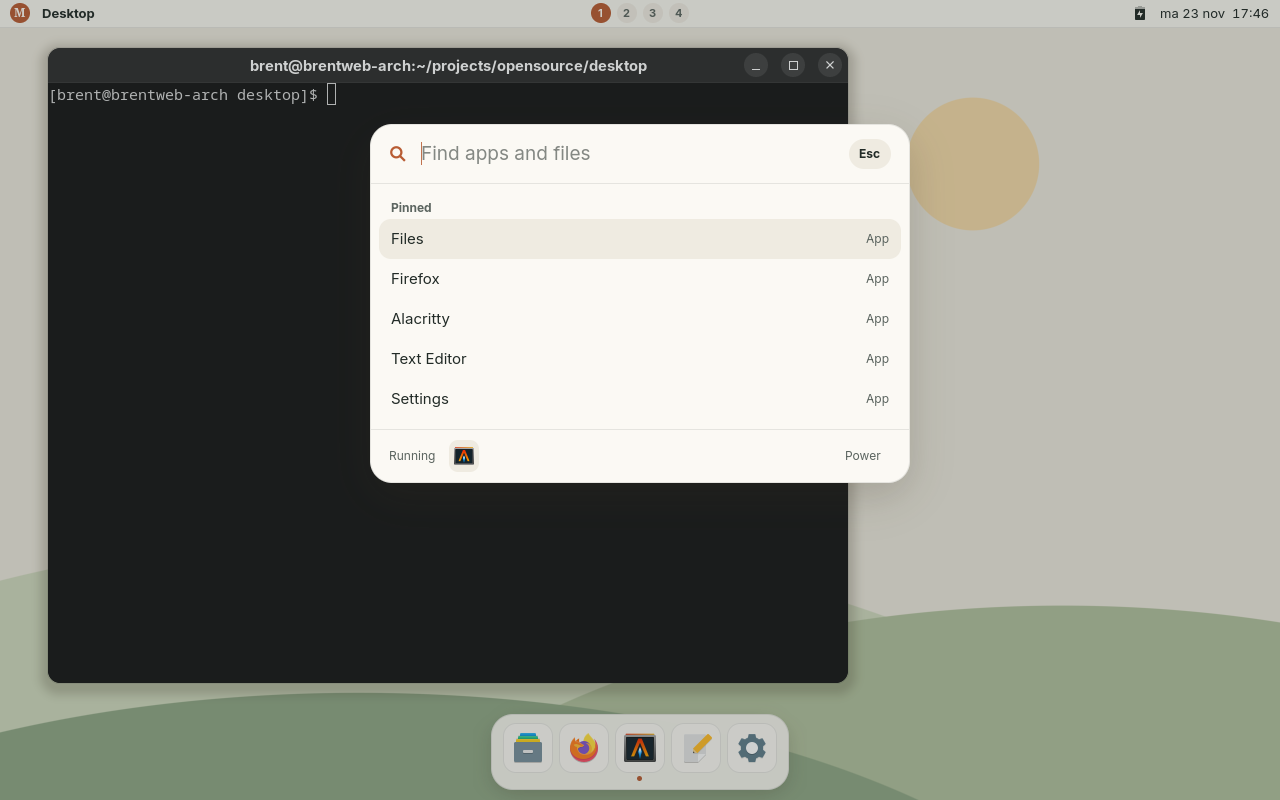 M Desktop 1 2 3 4 ma 23 nov 17:46
brent@brentweb-arch:~/projects/opensource/desktop
[brent@brentweb-arch desktop]$
Find apps and files Esc
Pinned
Files App
Firefox App
Alacritty App
Text Editor App
Settings App
Running Power